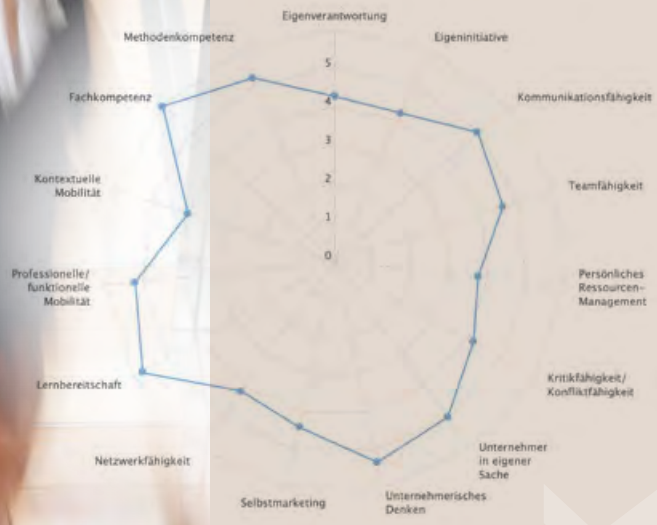 Eigenverantwortung
Methodenkompetenz
Eigeninitiative
5
Fachkompetenz
4
Kommunikationsfähigkeit
3
Kontextuelle
Mobilität
2
Teamfähigkeit
1
0
Professionelle/
funktionelle
Mobilität
Persönliches
Ressourcen-
Management
Lernbereitschaft
Kritikfähigkeit/
Konfliktfähigkeit
Netzwerkfähigkeit
Unternehmer
in eigener
Sache
Selbstmarketing
Unternehmerisches
Denken